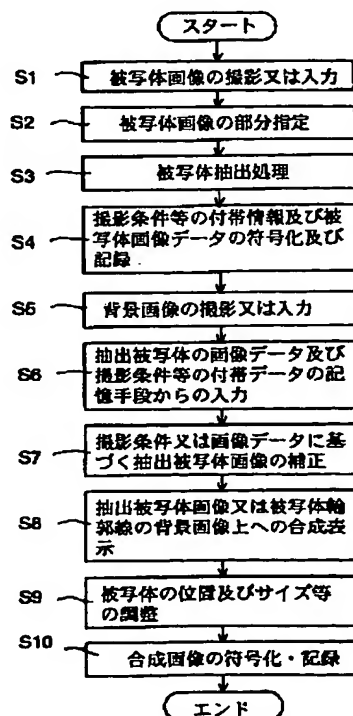 スタート
S1 被写体画像の撮影又は入力
S2 被写体画像の部分指定
S3 被写体抽出処理
S4 撮影条件等の付帯情報及び被
写体画像データの符号化及び
記録
S5 背景画像の撮影又は入力
S6 抽出被写体の画像データ及び
撮影条件等の付帯データの記
憶手段からの入力
S7 撮影条件又は画像データに基
づく抽出被写体画像の補正
S8 抽出被写体画像又は被写体輪
郭線の背景画像上への合成表
示
S9 被写体の位置及びサイズ等
の調整
S10 合成画像の符号化・記録
エンド